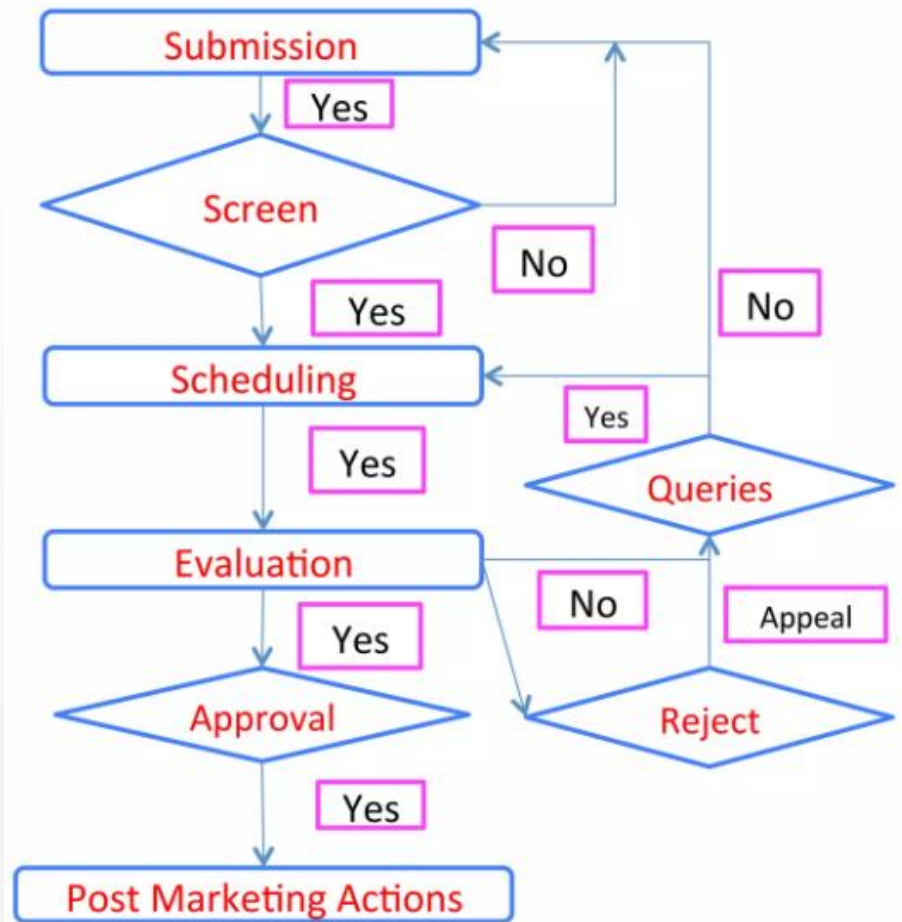 Submission
Yes
Screen
No
Yes
No
Scheduling
Yes
Yes
Queries
Evaluation
No
Appeal
Yes
Approval
Reject
Yes
Post Marketing Actions